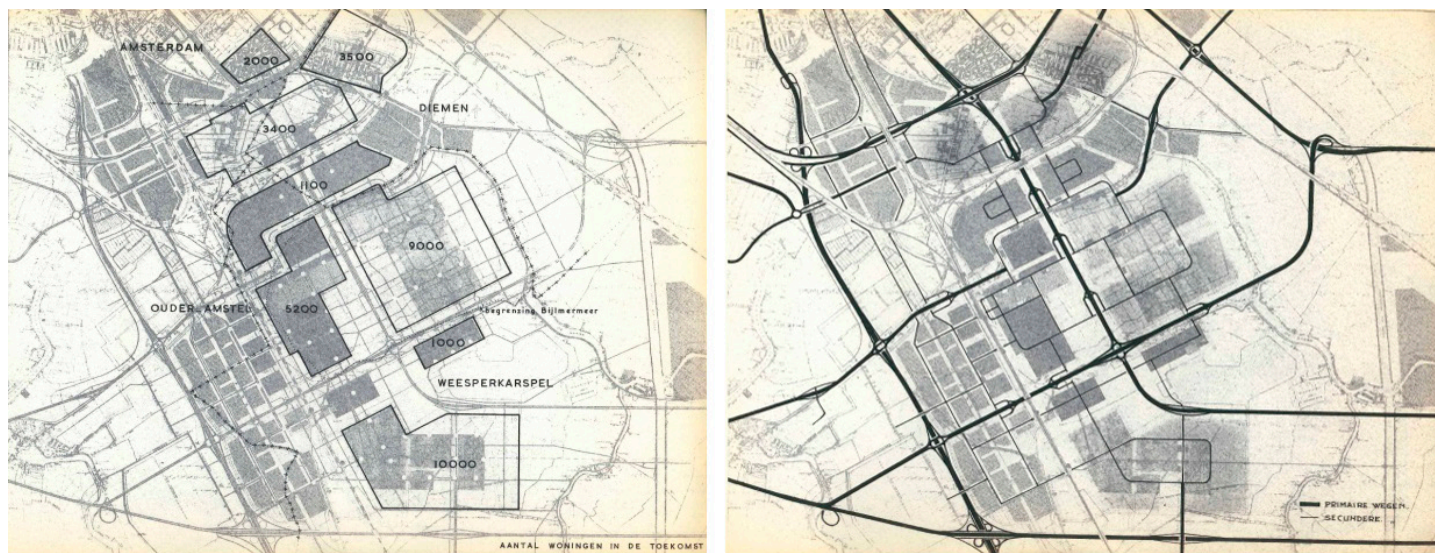 AMSTERDAM
2000
3500
DIEMEN
3400
1100
9000
OUDER AMSTEL
5200
begrenzing Bijlmermeer
1000
WEESPERKARSPEL
10000
AANTAL WONINGEN IN DE TOEKOMST
PRIMAIRE WEGEN.
SECUNDERE.